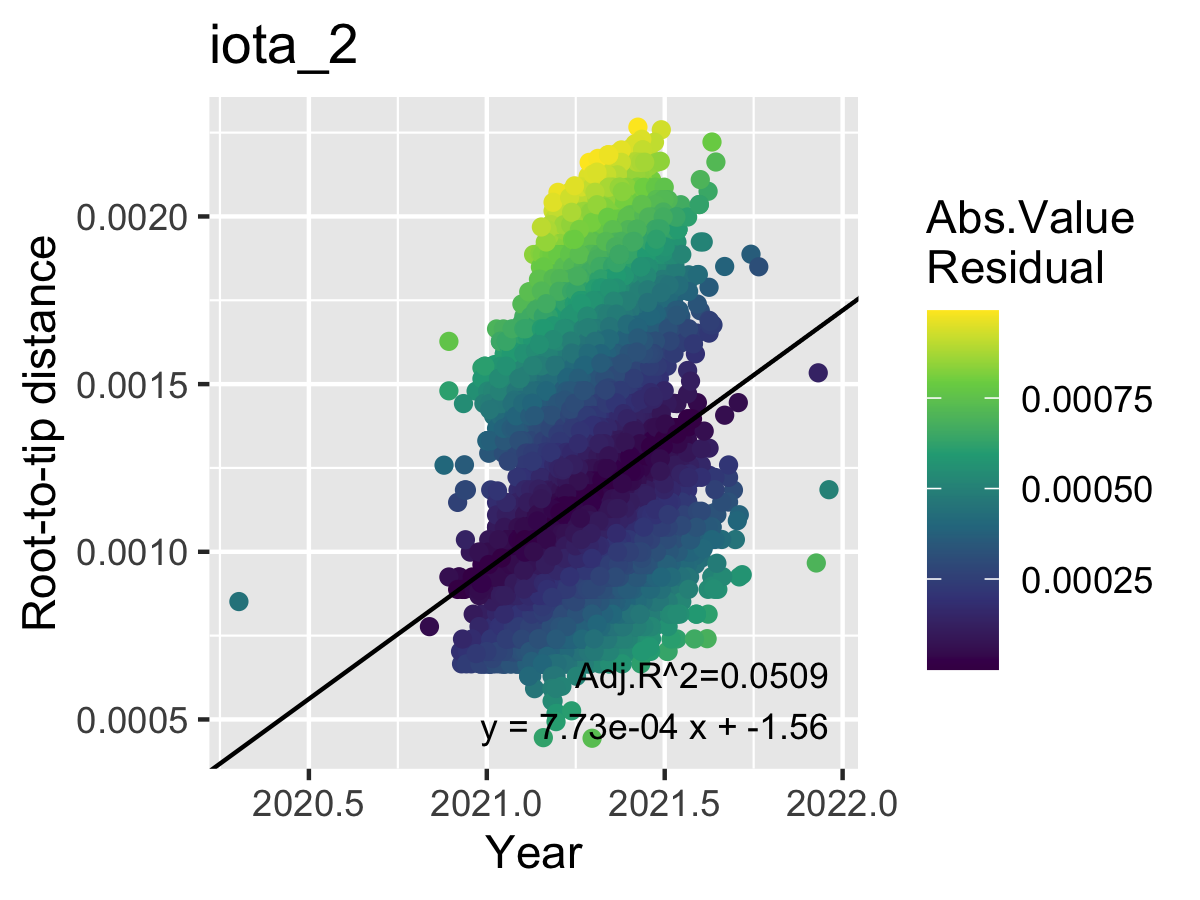 iota_2
Root-to-tip distance
0.0020
0.0015
0.0010
0.0005
Adj.R^2=0.0509
y = 7.73e-04 x + -1.56
2020.5
2021.0
2021.5
2022.0
Year
Abs.Value
Residual
0.00075
0.00050
0.00025